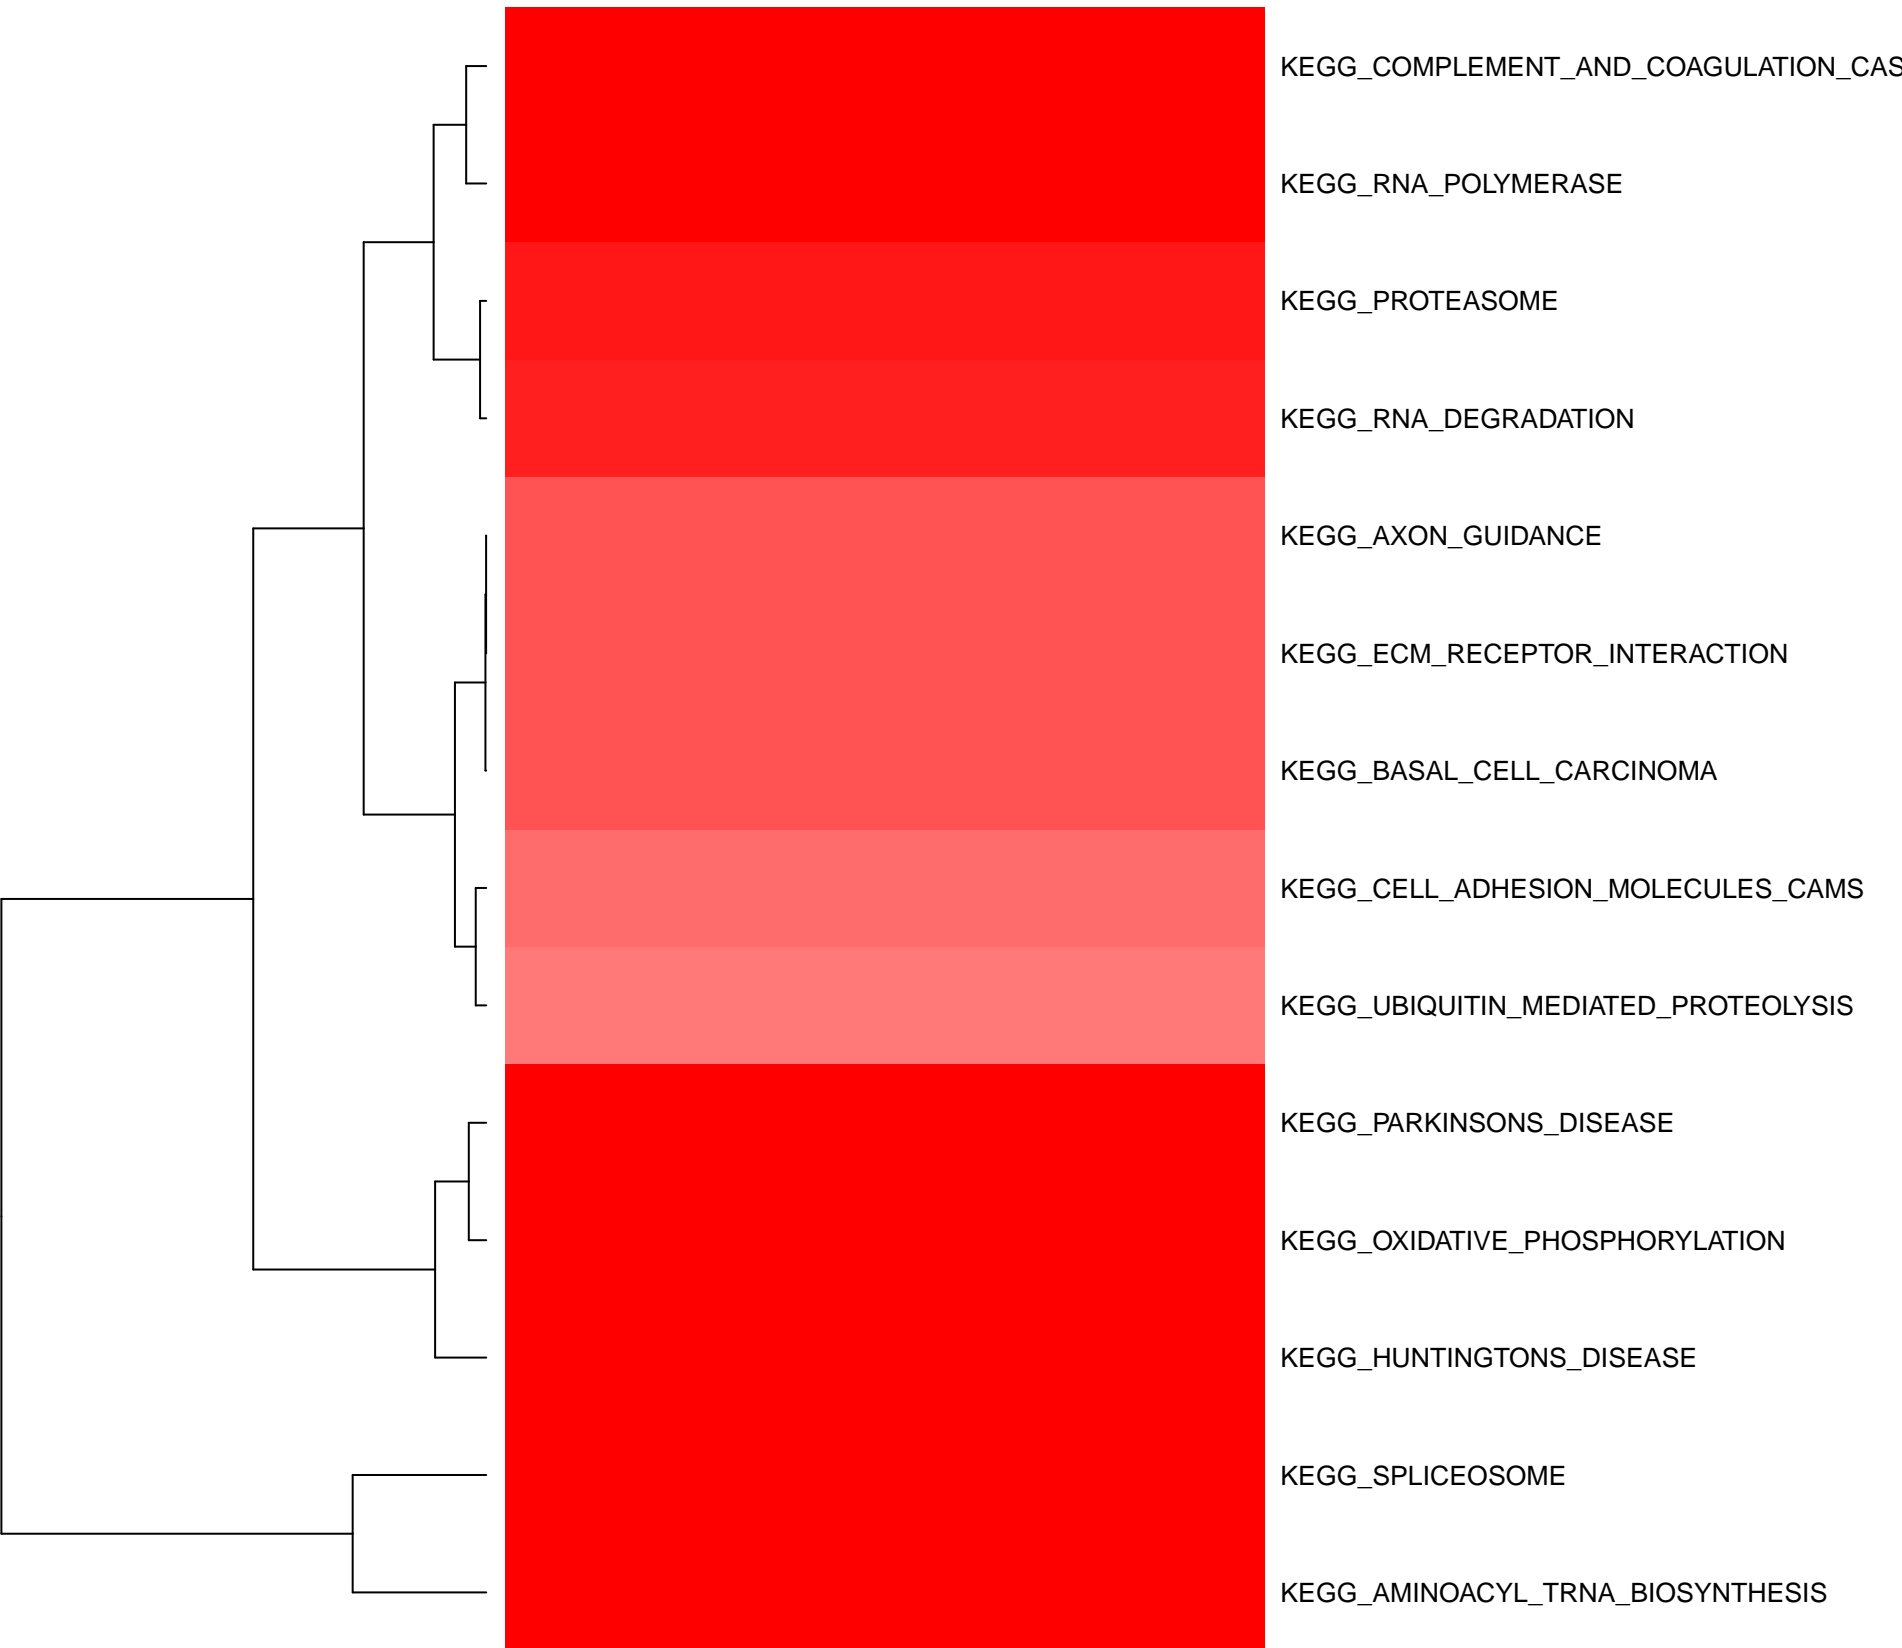 KEGG_COMPLEMENT_AND_COAGULATION_CAS
KEGG_RNA_POLYMERASE
KEGG_PROTEASOME
KEGG_RNA_DEGRADATION
KEGG_AXON_GUIDANCE
KEGG_ECM_RECEPTOR_INTERACTION
KEGG_BASAL_CELL_CARCINOMA
KEGG_CELL_ADHESION_MOLECULES_CAMS
KEGG_UBIQUITIN_MEDIATED_PROTEOLYSIS
KEGG_PARKINSONS_DISEASE
KEGG_OXIDATIVE_PHOSPHORYLATION
KEGG_HUNTINGTONS_DISEASE
KEGG_SPLICEOSOME
KEGG_AMINOACYL_TRNA_BIOSYNTHESIS